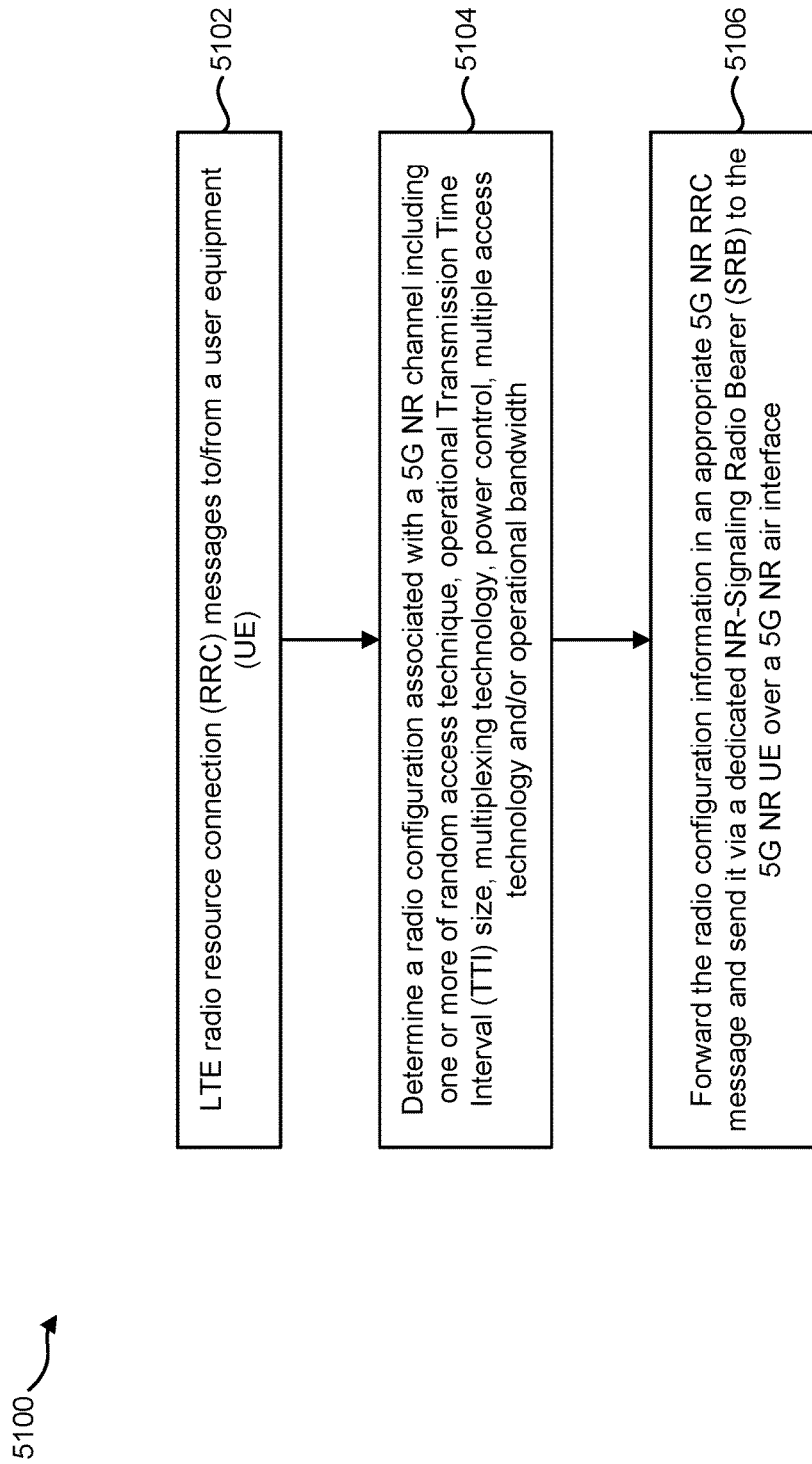 5100
LTE radio resource connection (RRC) messages to/from a user equipment
(UE)
5102
Determine a radio configuration associated with a 5G NR channel including
one or more of random access technique, operational Transmission Time
Interval (TTI) size, multiplexing technology, power control, multiple access
technology and/or operational bandwidth
5104
Forward the radio configuration information in an appropriate 5G NR RRC
message and send it via a dedicated NR-Signaling Radio Bearer (SRB) to the
5G NR UE over a 5G NR air interface
5106